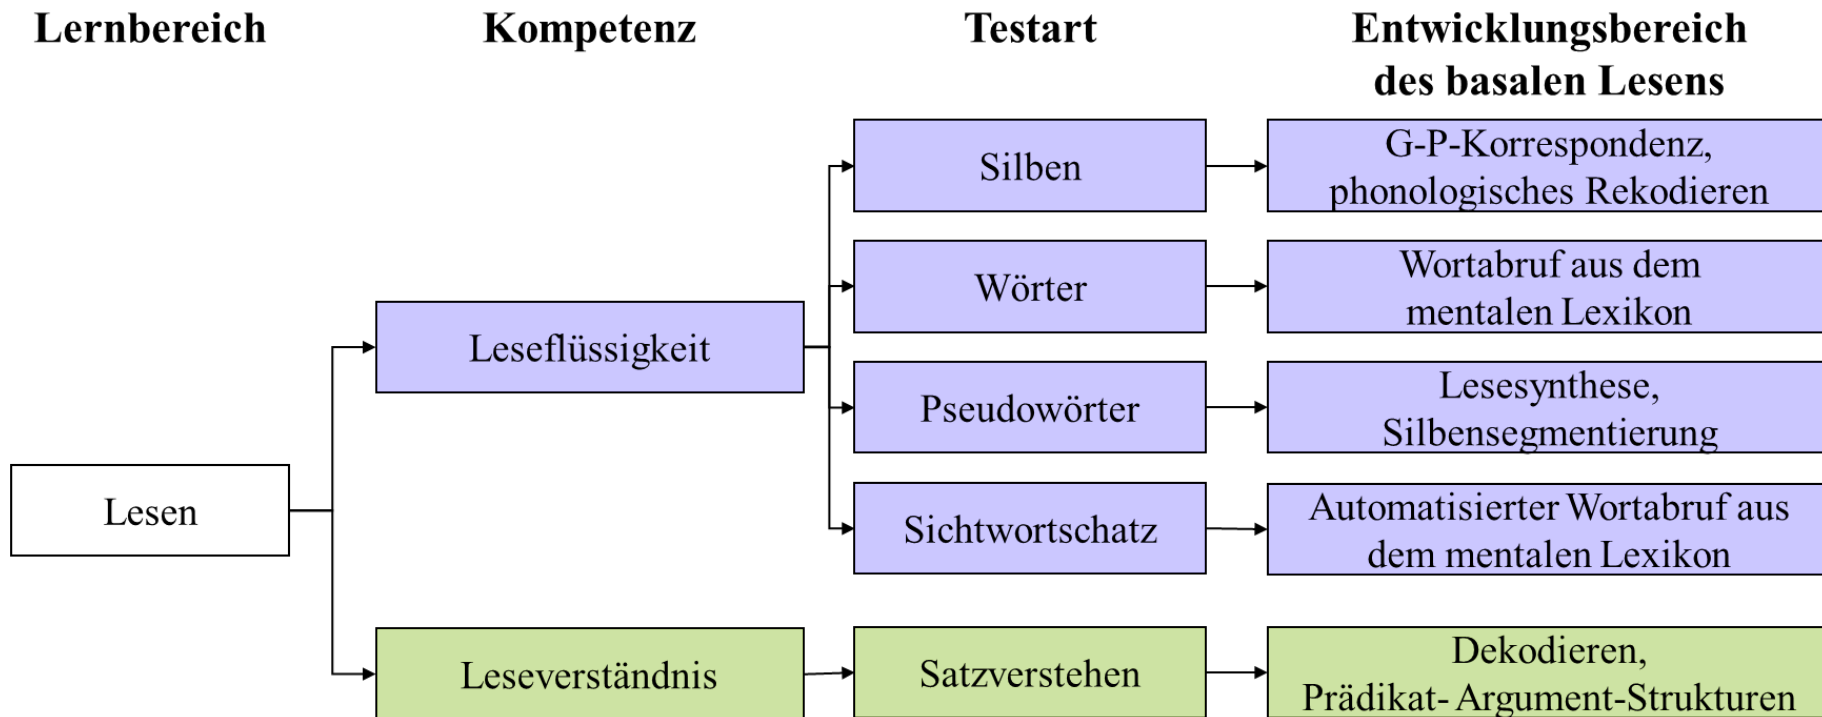 Lernbereich
Kompetenz
Testart
Entwicklungsbereich
des basalen Lesens
Lesen
Leseflüssigkeit
Silben
G-P-Korrespondenz,
phonologisches Rekodieren
Wörter
Wortabruf aus dem
mentalen Lexikon
Pseudowörter
Lesesynthese,
Silbensegmentierung
Sichtwortschatz
Automatisierter Wortabruf aus
dem mentalen Lexikon
Leseverständnis
Satzverstehen
Dekodieren,
Prädikat- Argument-Strukturen